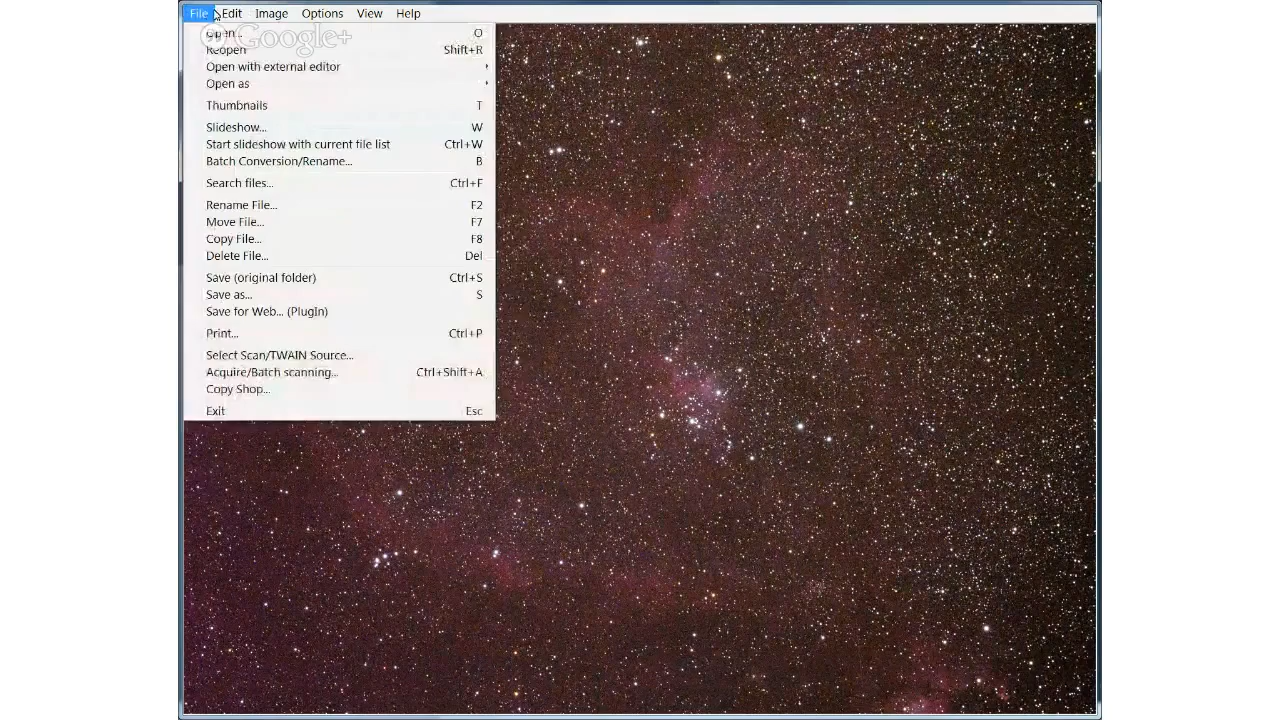 File Edit Image Options View Help
Google+
Open... O
Reopen Shift+R
Open with external editor
Open as
Thumbnails T
Slideshow... W
Start slideshow with current file list Ctrl+W
Batch Conversion/Rename... B
Search files... Ctrl+F
Rename File... F2
Move File... F7
Copy File... F8
Delete File... Del
Save (original folder) Ctrl+S
Save as... S
Save for Web... (PlugIn)
Print... Ctrl+P
Select Scan/TWAIN Source...
Acquire/Batch scanning... Ctrl+Shift+A
Copy Shop...
Exit Esc